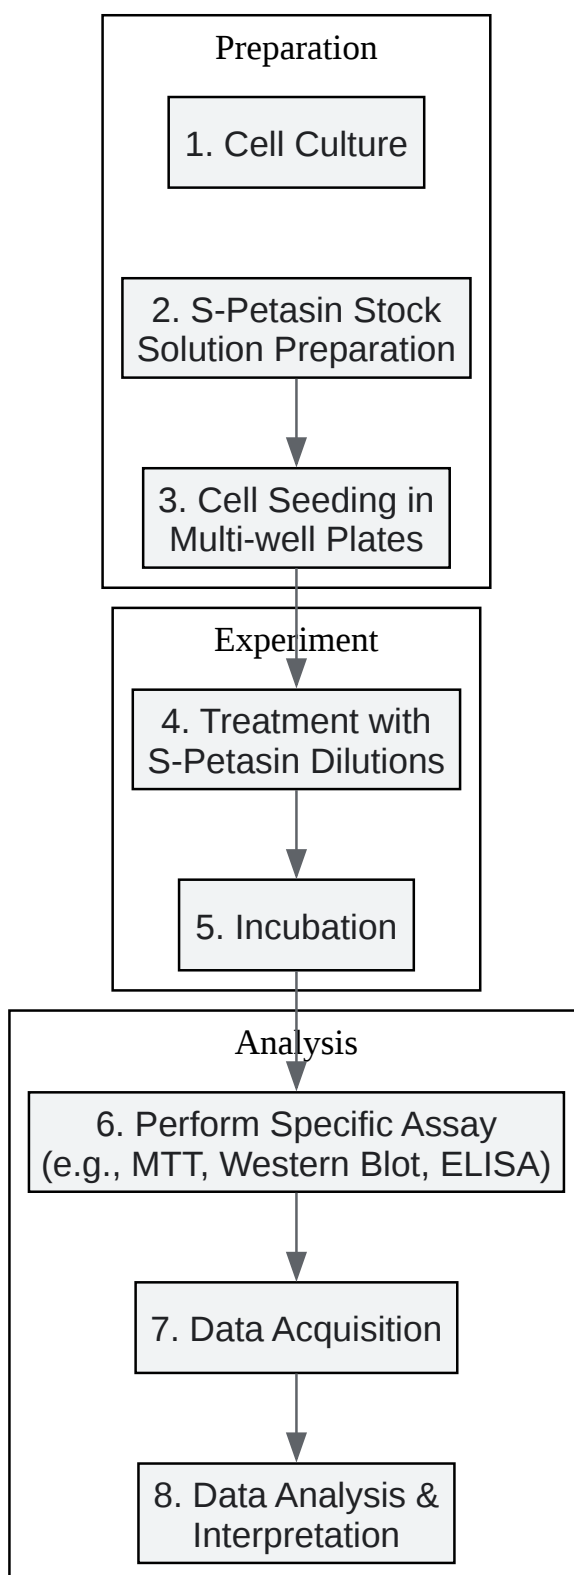 Preparation
1. Cell Culture
2. S-Petasin Stock
Solution Preparation
3. Cell Seeding in
Multi-well Plates
Experiment
4. Treatment with
S-Petasin Dilutions
5. Incubation
Analysis
6. Perform Specific Assay
(e.g., MTT, Western Blot, ELISA)
7. Data Acquisition
8. Data Analysis &
Interpretation